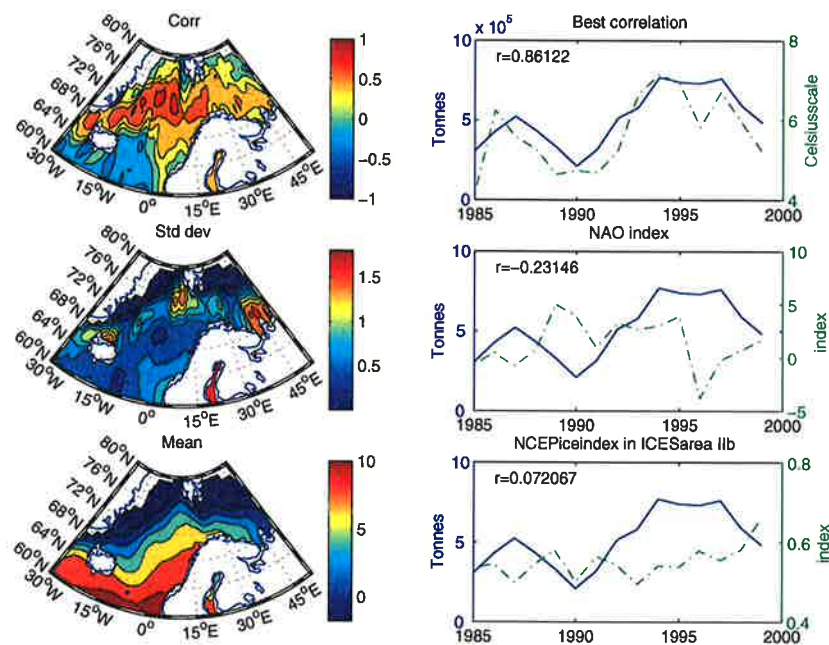 Corr
80°N
76°N
72°N
68°N
64°N
60°N
30°W
15°W
0°
15°E
30°E
45°E
1
0.5
0
−0.5
−1
Best correlation
x 10⁵
10
5
0
Tonnes
r=0.86122
8
6
4
Celsiusscale
1985
1990
1995
2000
Std dev
80°N
76°N
72°N
68°N
64°N
60°N
30°W
15°W
0°
15°E
30°E
45°E
1.5
1
0.5
NAO index
10
5
0
Tonnes
r=−0.23146
10
5
0
−5
index
1985
1990
1995
2000
Mean
80°N
76°N
72°N
68°N
64°N
60°N
30°W
15°W
0°
15°E
30°E
45°E
10
5
0
NCEPiceindex in ICESarea IIb
10
5
0
Tonnes
r=0.072067
0.8
0.6
0.4
index
1985
1990
1995
2000